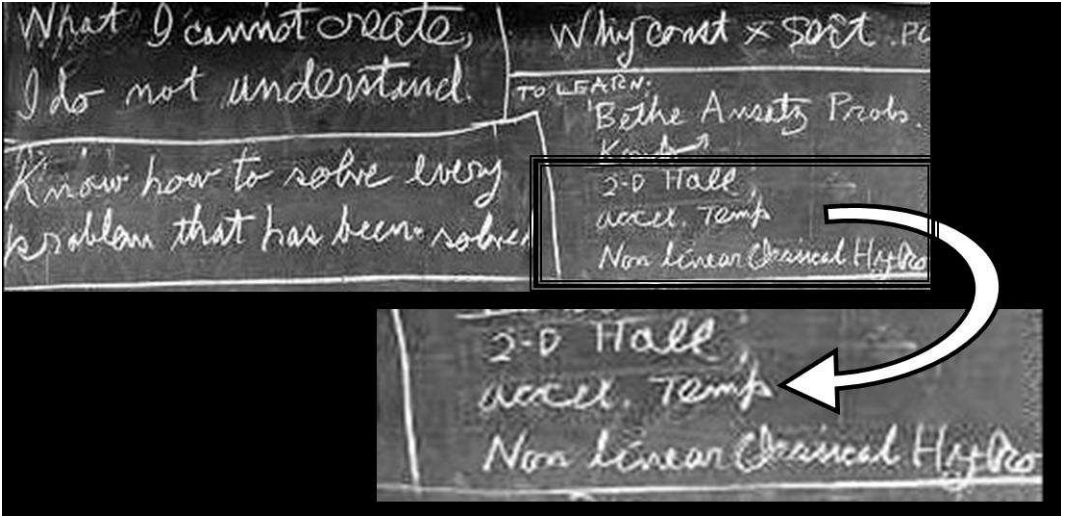 What I cannot create,
I do not understand.
Know how to solve every
problem that has been solved
Why const × sort . PO
TO LEARN:
Bethe Ansatz Probs.
Kondo
2-D Hall
accel. Temp
Non linear Classical Hydro
2-D Hall,
accel. Temp
Non linear Classical Hydro